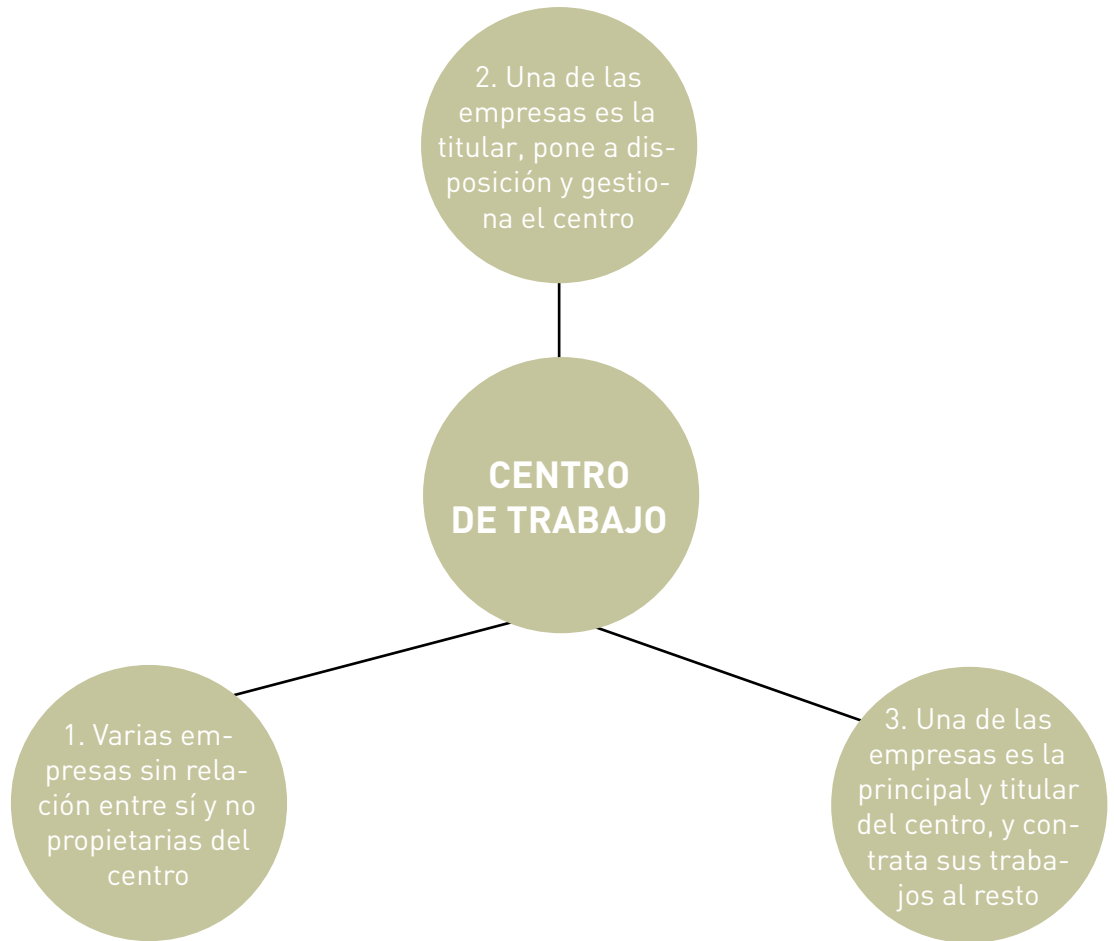 2. Una de las
empresas es la
titular, pone a dis-
posición y gestio-
na el centro
CENTRO
DE TRABAJO
1. Varias em-
presas sin rela-
ción entre sí y no
propietarias del
centro
3. Una de las
empresas es la
principal y titular
del centro, y con-
trata sus traba-
jos al resto